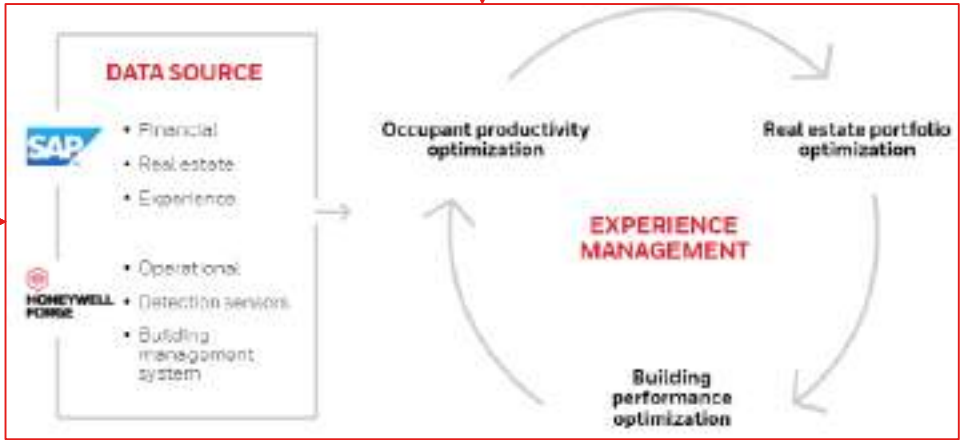 DATA SOURCE
SAP
• Financial
• Real estate
• Experience
HONEYWELL
FORGE
• Operational
• Detection sensors
• Building
management
system
Occupant productivity
optimization
Real estate portfolio
optimization
EXPERIENCE
MANAGEMENT
Building
performance
optimization